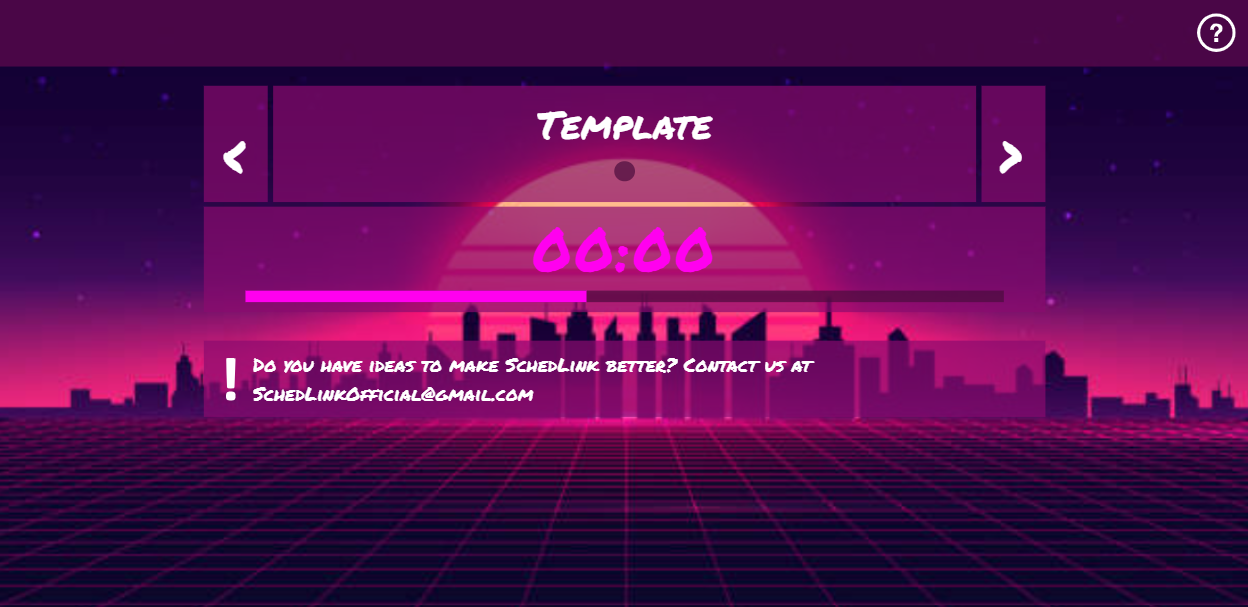 ?
< Template >
00:00
! Do you have ideas to make SchedLink better? Contact us at
SchedLinkOfficial@gmail.com